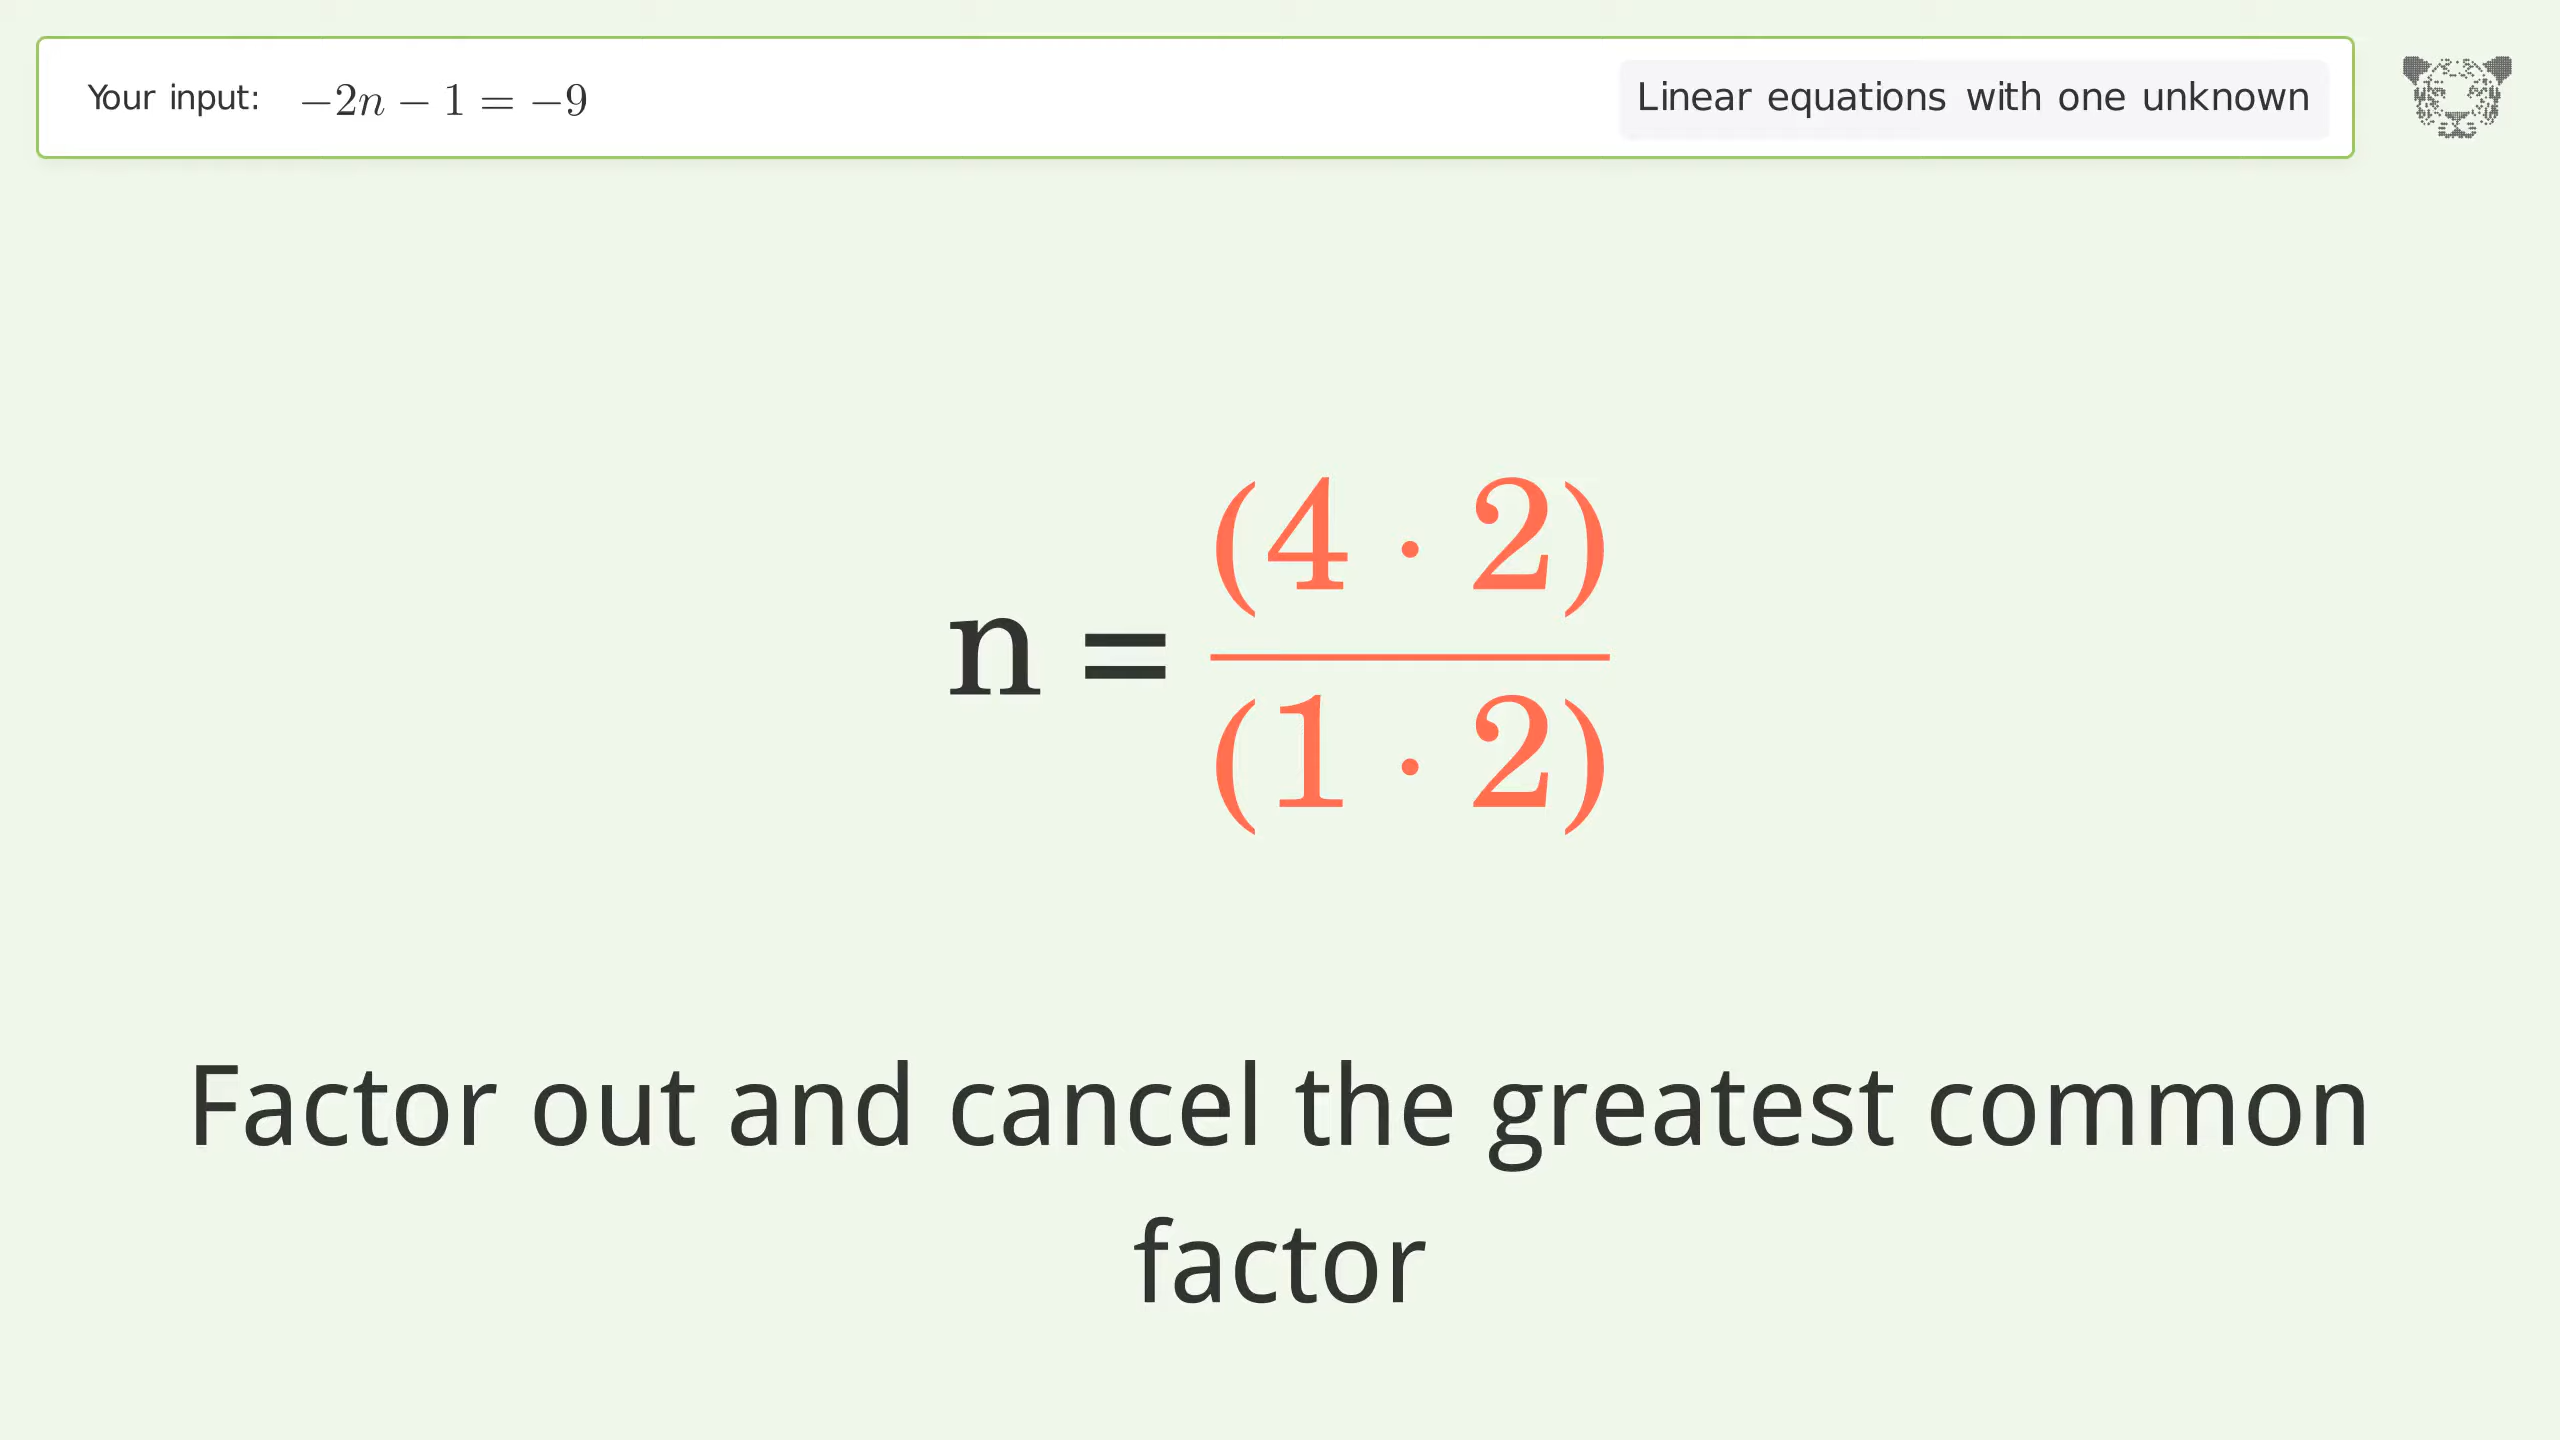 Your input: −2n − 1 = −9
Linear equations with one unknown
n = (4 · 2) / (1 · 2)
Factor out and cancel the greatest common
factor